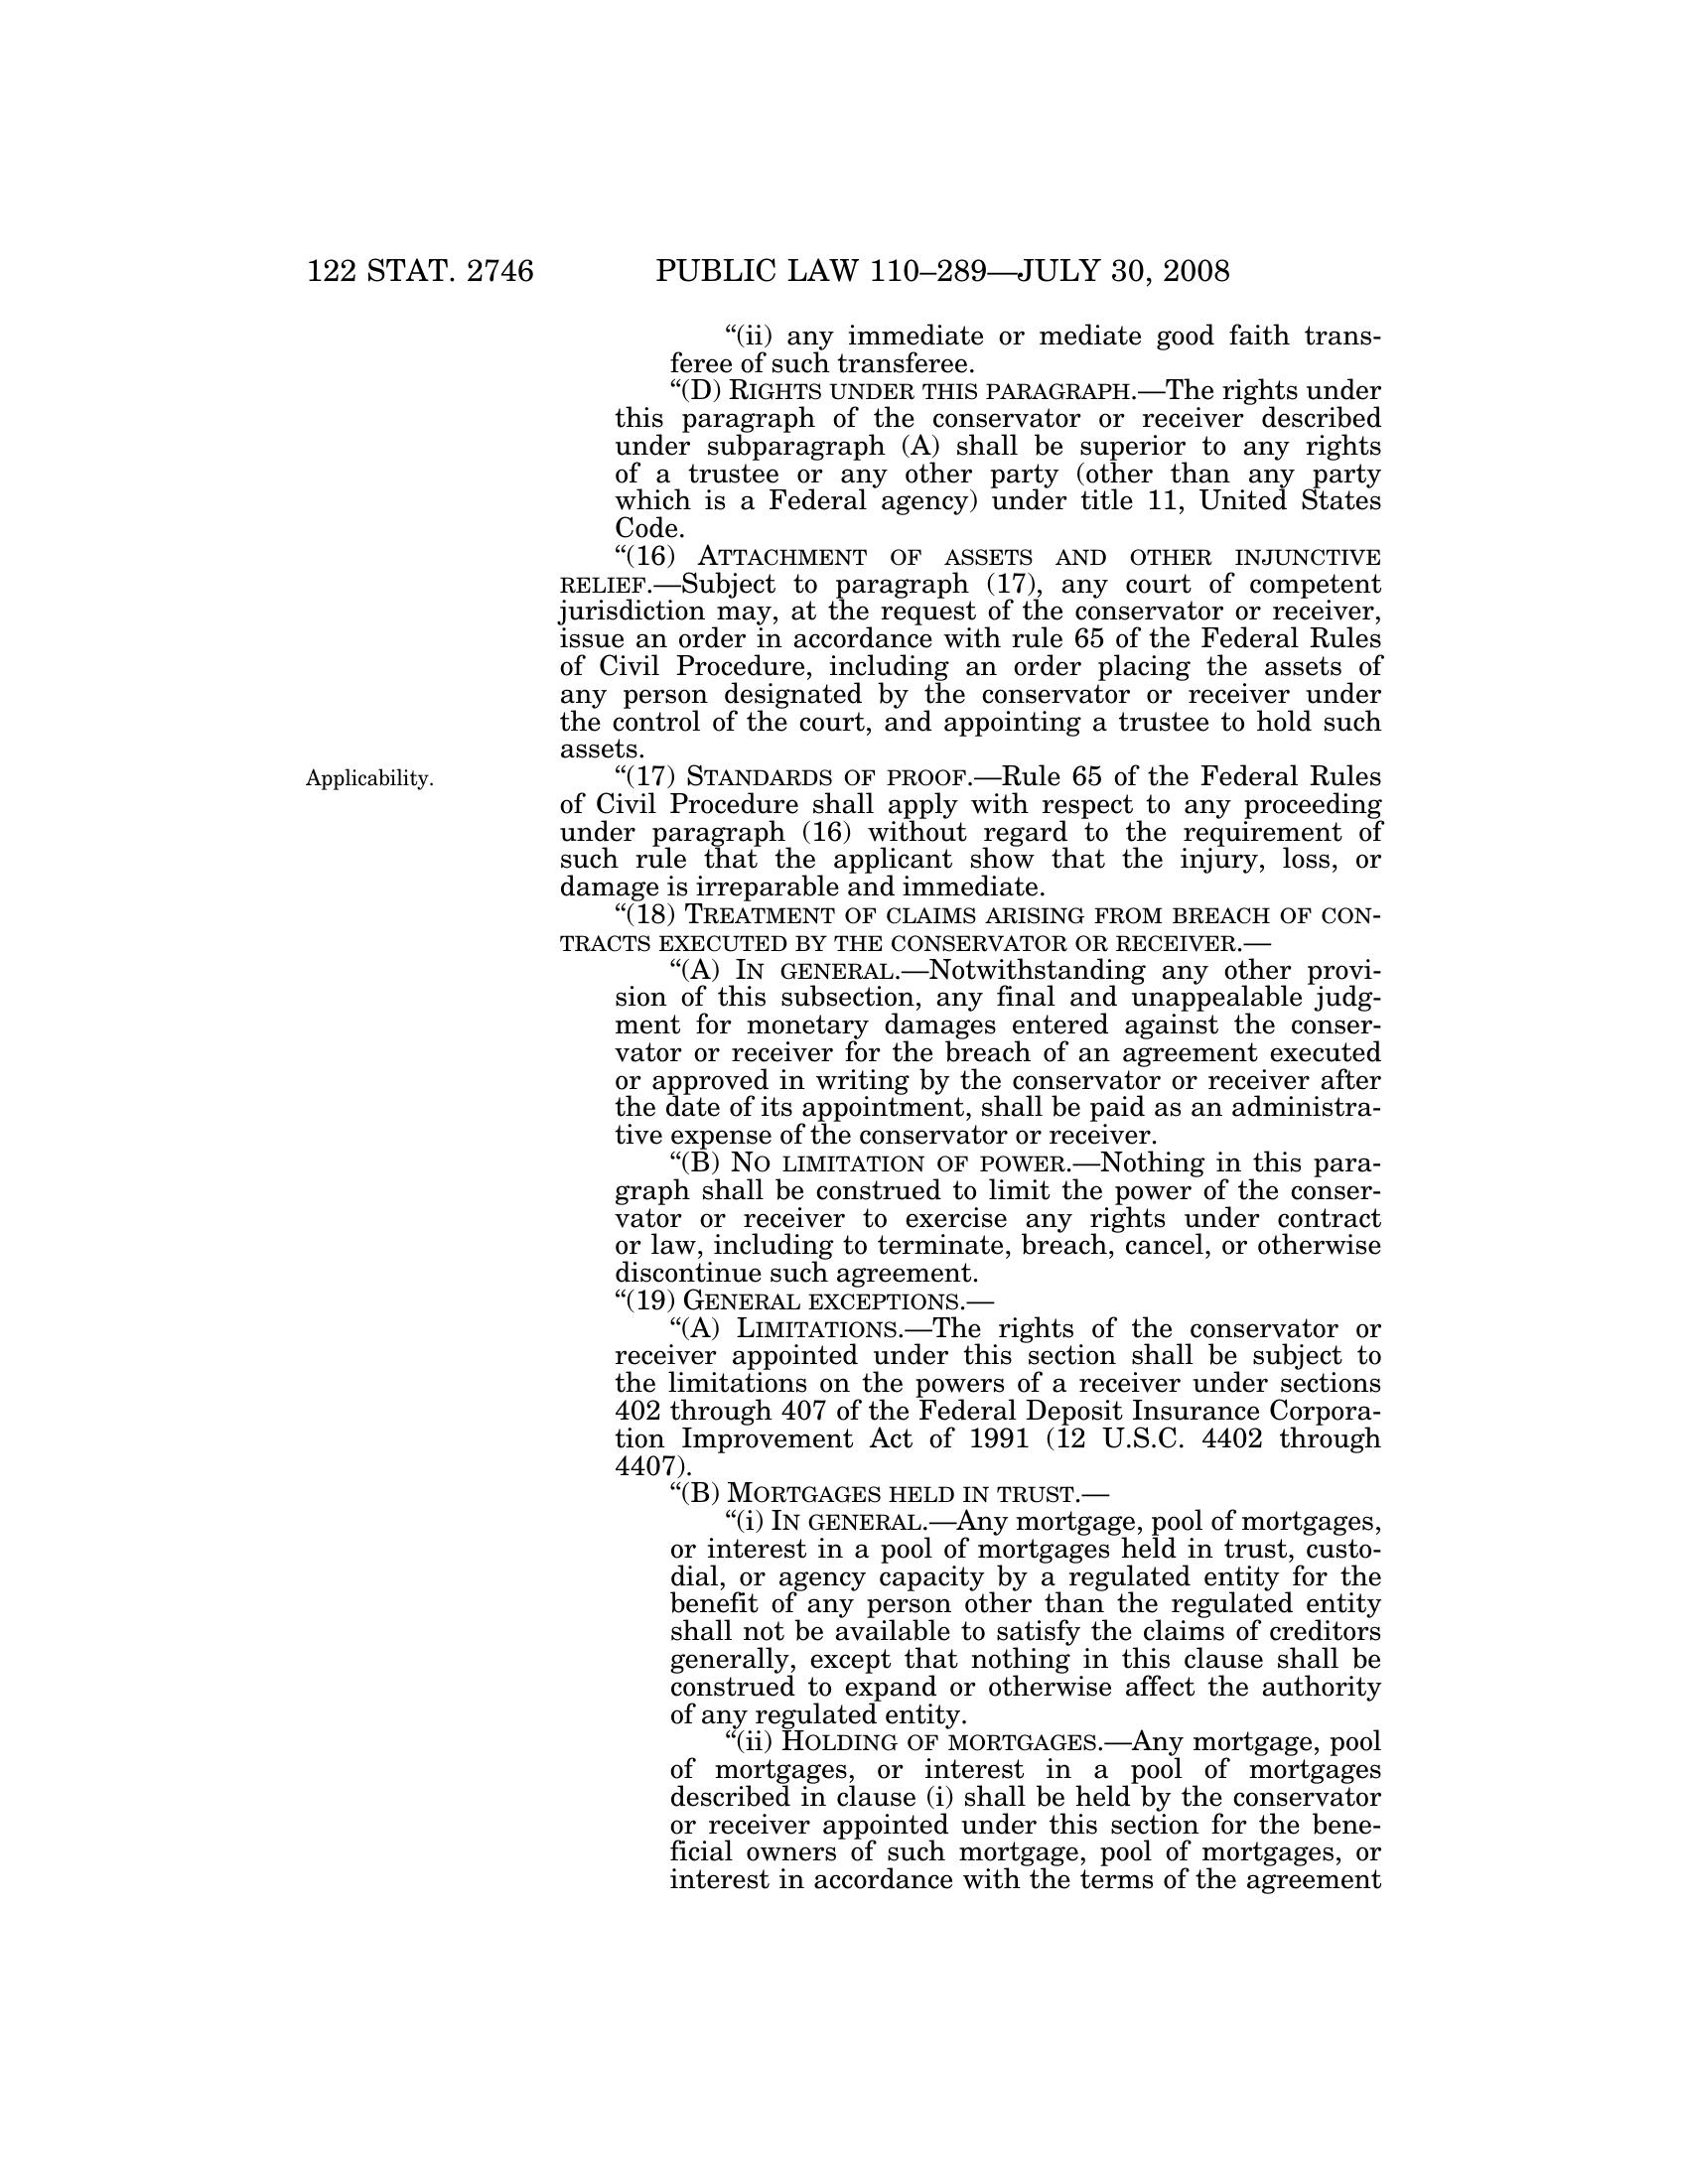 122 STAT. 2746 PUBLIC LAW 110–289—JULY 30, 2008
“(ii) any immediate or mediate good faith trans-
feree of such transferee.
“(D) RIGHTS UNDER THIS PARAGRAPH.—The rights under
this paragraph of the conservator or receiver described
under subparagraph (A) shall be superior to any rights
of a trustee or any other party (other than any party
which is a Federal agency) under title 11, United States
Code.
“(16) ATTACHMENT OF ASSETS AND OTHER INJUNCTIVE
RELIEF.—Subject to paragraph (17), any court of competent
jurisdiction may, at the request of the conservator or receiver,
issue an order in accordance with rule 65 of the Federal Rules
of Civil Procedure, including an order placing the assets of
any person designated by the conservator or receiver under
the control of the court, and appointing a trustee to hold such
assets.
Applicability.
“(17) STANDARDS OF PROOF.—Rule 65 of the Federal Rules
of Civil Procedure shall apply with respect to any proceeding
under paragraph (16) without regard to the requirement of
such rule that the applicant show that the injury, loss, or
damage is irreparable and immediate.
“(18) TREATMENT OF CLAIMS ARISING FROM BREACH OF CON-
TRACTS EXECUTED BY THE CONSERVATOR OR RECEIVER.—
“(A) IN GENERAL.—Notwithstanding any other provi-
sion of this subsection, any final and unappealable judg-
ment for monetary damages entered against the conser-
vator or receiver for the breach of an agreement executed
or approved in writing by the conservator or receiver after
the date of its appointment, shall be paid as an administra-
tive expense of the conservator or receiver.
“(B) NO LIMITATION OF POWER.—Nothing in this para-
graph shall be construed to limit the power of the conser-
vator or receiver to exercise any rights under contract
or law, including to terminate, breach, cancel, or otherwise
discontinue such agreement.
“(19) GENERAL EXCEPTIONS.—
“(A) LIMITATIONS.—The rights of the conservator or
receiver appointed under this section shall be subject to
the limitations on the powers of a receiver under sections
402 through 407 of the Federal Deposit Insurance Corpora-
tion Improvement Act of 1991 (12 U.S.C. 4402 through
4407).
“(B) MORTGAGES HELD IN TRUST.—
“(i) IN GENERAL.—Any mortgage, pool of mortgages,
or interest in a pool of mortgages held in trust, custo-
dial, or agency capacity by a regulated entity for the
benefit of any person other than the regulated entity
shall not be available to satisfy the claims of creditors
generally, except that nothing in this clause shall be
construed to expand or otherwise affect the authority
of any regulated entity.
“(ii) HOLDING OF MORTGAGES.—Any mortgage, pool
of mortgages, or interest in a pool of mortgages
described in clause (i) shall be held by the conservator
or receiver appointed under this section for the bene-
ficial owners of such mortgage, pool of mortgages, or
interest in accordance with the terms of the agreement